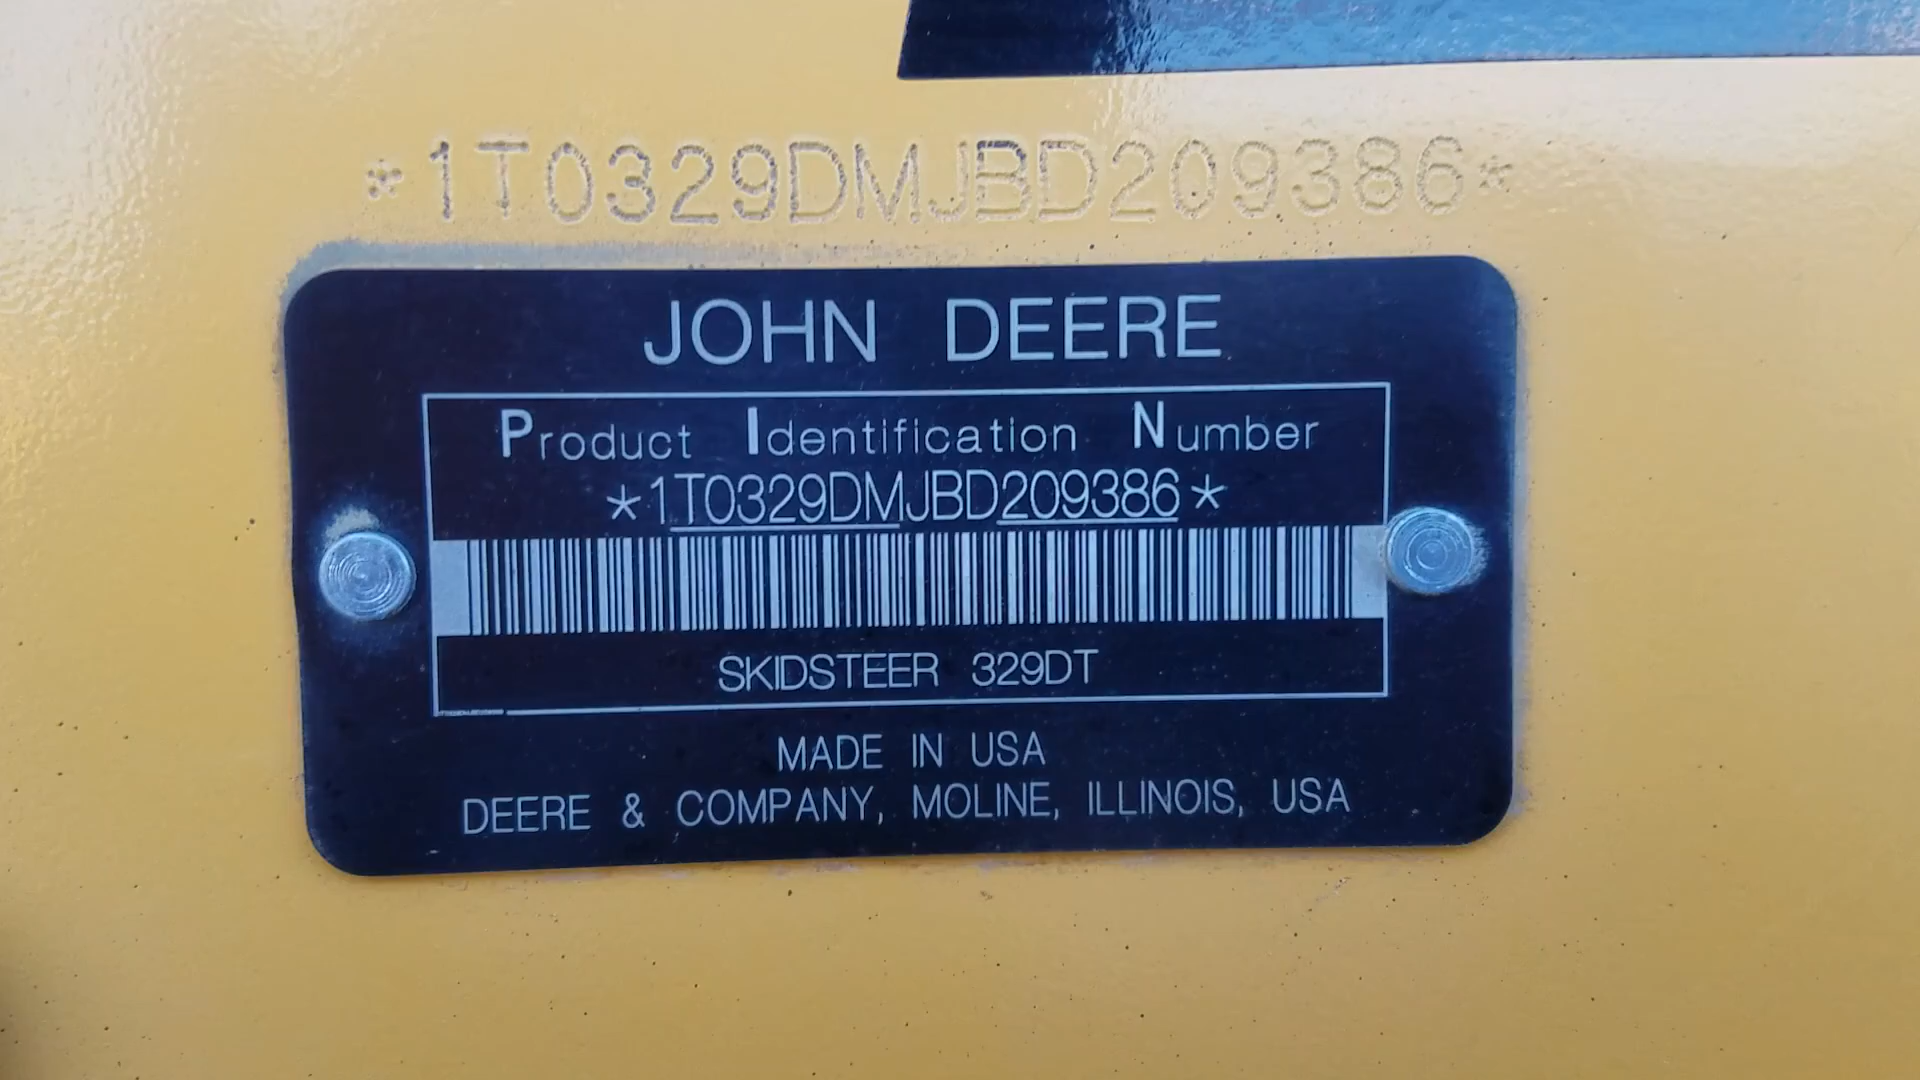 *1T0329DMJBD209386*
JOHN DEERE
Product Identification Number
*1T0329DMJBD209386*
SKIDSTEER 329DT
MADE IN USA
DEERE & COMPANY, MOLINE, ILLINOIS, USA